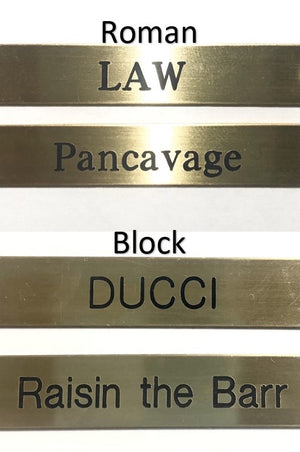 Roman
LAW
Pancavage
Block
DUCCI
Raisin the Barr